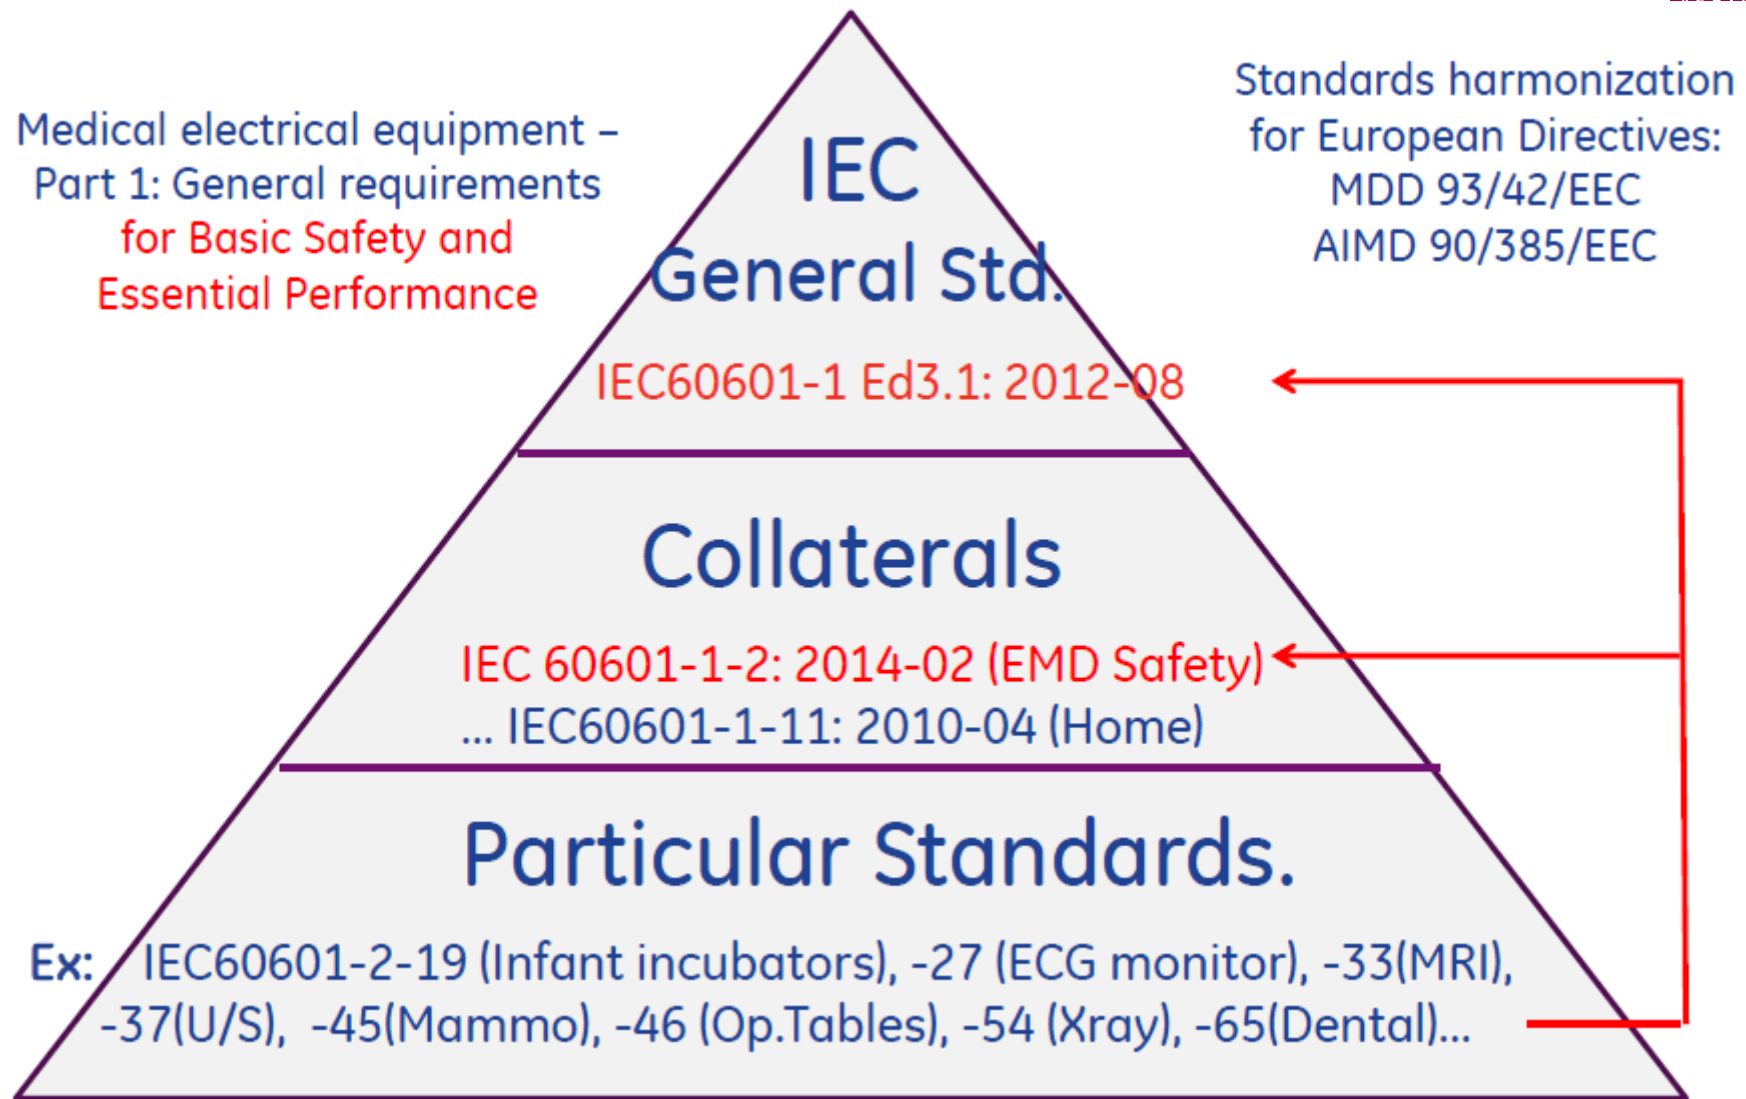 Medical electrical equipment –
Part 1: General requirements
for Basic Safety and
Essential Performance
Standards harmonization
for European Directives:
MDD 93/42/EEC
AIMD 90/385/EEC
IEC
General Std.
IEC60601-1 Ed3.1: 2012-08
Collaterals
IEC 60601-1-2: 2014-02 (EMD Safety)
... IEC60601-1-11: 2010-04 (Home)
Particular Standards.
Ex: IEC60601-2-19 (Infant incubators), -27 (ECG monitor), -33(MRI),
-37(U/S), -45(Mammo), -46 (Op.Tables), -54 (Xray), -65(Dental)...